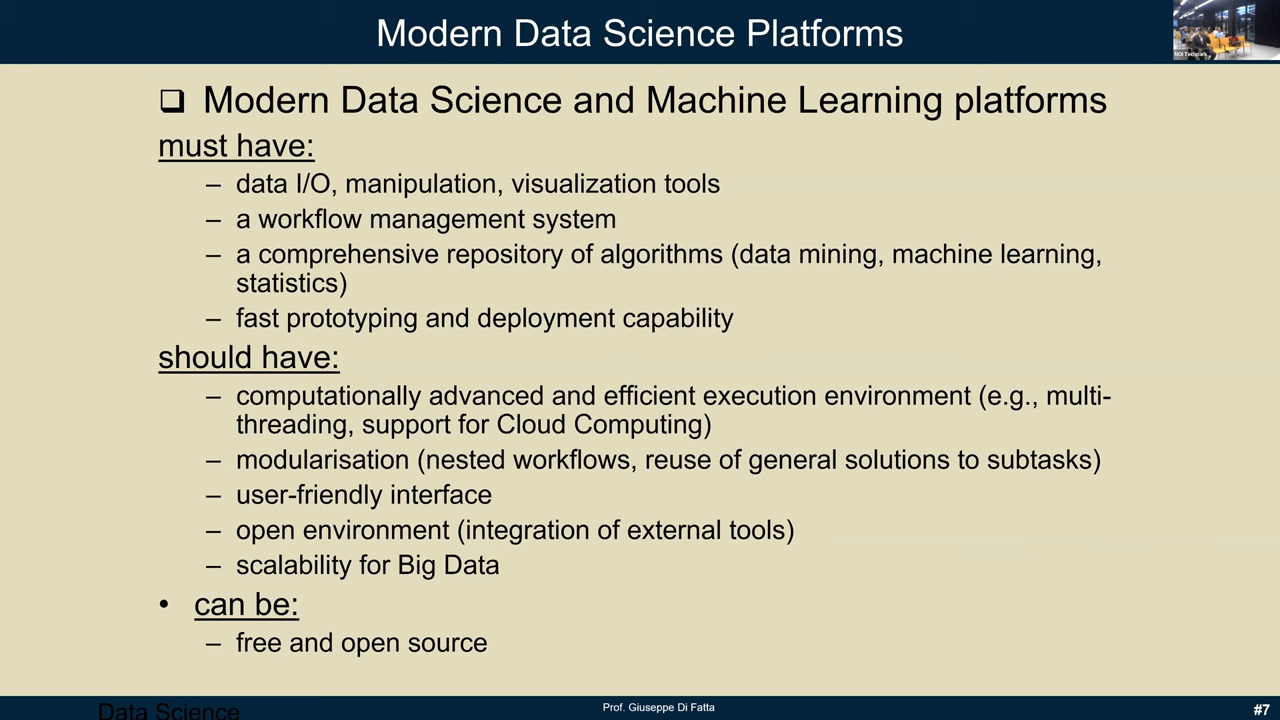 Modern Data Science Platforms
NOI Techpark
❑ Modern Data Science and Machine Learning platforms
must have:
– data I/O, manipulation, visualization tools
– a workflow management system
– a comprehensive repository of algorithms (data mining, machine learning,
statistics)
– fast prototyping and deployment capability
should have:
– computationally advanced and efficient execution environment (e.g., multi-
threading, support for Cloud Computing)
– modularisation (nested workflows, reuse of general solutions to subtasks)
– user-friendly interface
– open environment (integration of external tools)
– scalability for Big Data
• can be:
– free and open source
Data Science
Prof. Giuseppe Di Fatta
#7